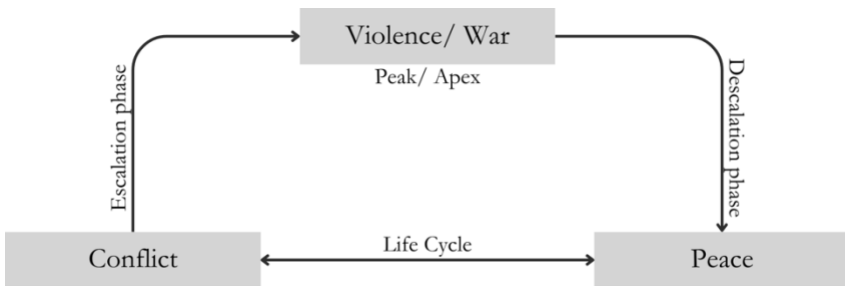 Violence/ War
Peak/ Apex
Escalation phase
Descalation phase
Life Cycle
Conflict
Peace